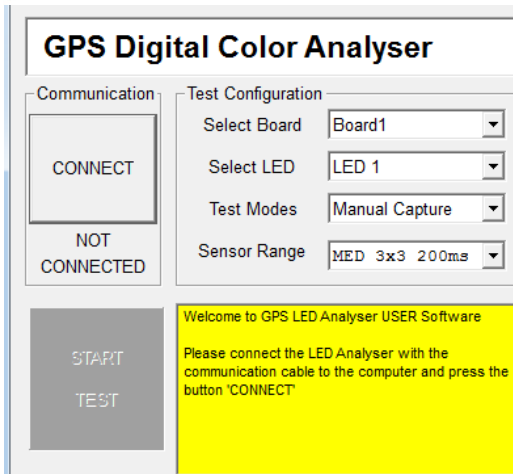 GPS Digital Color Analyser
Communication
CONNECT
NOT
CONNECTED
Test Configuration
Select Board Board1
Select LED LED 1
Test Modes Manual Capture
Sensor Range MED 3x3 200ms
START
TEST
Welcome to GPS LED Analyser USER Software
Please connect the LED Analyser with the
communication cable to the computer and press the
button 'CONNECT'